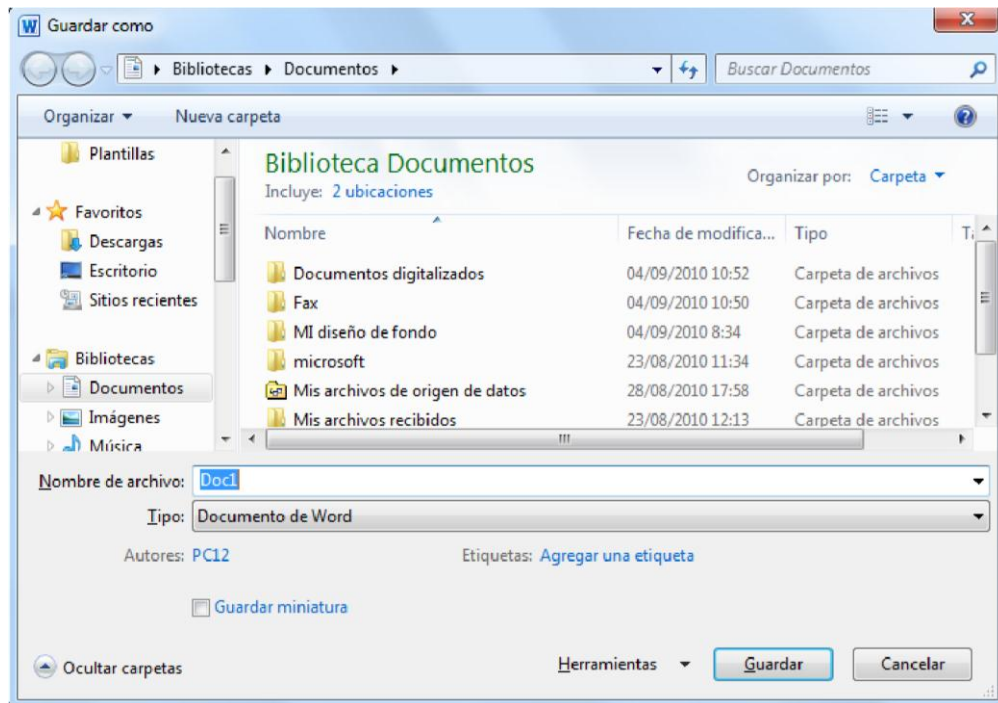 Guardar como
Bibliotecas Documentos Buscar Documentos
Organizar Nueva carpeta
Plantillas
Favoritos
Descargas
Escritorio
Sitios recientes
Bibliotecas
Documentos
Imágenes
Música
Biblioteca Documentos
Incluye: 2 ubicaciones
Organizar por: Carpeta
Nombre Fecha de modifica... Tipo
Documentos digitalizados 04/09/2010 10:52 Carpeta de archivos
Fax 04/09/2010 10:50 Carpeta de archivos
MI diseño de fondo 04/09/2010 8:34 Carpeta de archivos
microsoft 23/08/2010 11:34 Carpeta de archivos
Mis archivos de origen de datos 28/08/2010 17:58 Carpeta de archivos
Mis archivos recibidos 23/08/2010 12:13 Carpeta de archivos
Nombre de archivo: Doc1
Tipo: Documento de Word
Autores: PC12 Etiquetas: Agregar una etiqueta
Guardar miniatura
Ocultar carpetas Herramientas Guardar Cancelar